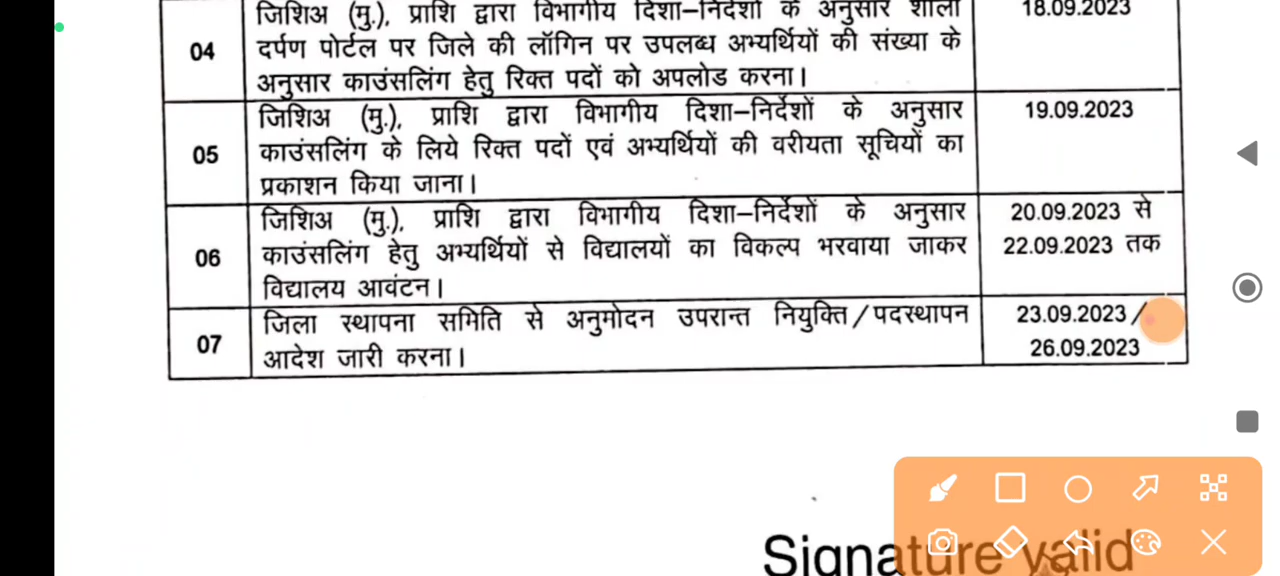 04
जिशिअ (मु.), प्राशि द्वारा विभागीय दिशा–निर्देशों के अनुसार शाला
दर्पण पोर्टल पर जिले की लॉगिन पर उपलब्ध अभ्यर्थियों की संख्या के
अनुसार काउंसलिंग हेतु रिक्त पदों को अपलोड करना।
18.09.2023
05
जिशिअ (मु.), प्राशि द्वारा विभागीय दिशा–निर्देशों के अनुसार
काउंसलिंग के लिये रिक्त पदों एवं अभ्यर्थियों की वरीयता सूचियों का
प्रकाशन किया जाना।
19.09.2023
06
जिशिअ (मु.), प्राशि द्वारा विभागीय दिशा–निर्देशों के अनुसार
काउंसलिंग हेतु अभ्यर्थियों से विद्यालयों का विकल्प भरवाया जाकर
विद्यालय आवंटन।
20.09.2023 से
22.09.2023 तक
07
जिला स्थापना समिति से अनुमोदन उपरान्त नियुक्ति/पदस्थापन
आदेश जारी करना।
23.09.2023 /
26.09.2023
Signature valid